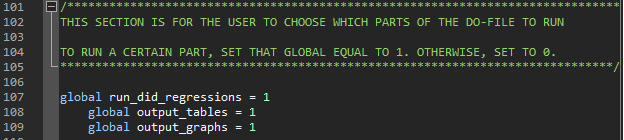 101 /*******************************************************************************
102 THIS SECTION IS FOR THE USER TO CHOOSE WHICH PARTS OF THE DO-FILE TO RUN
103
104 TO RUN A CERTAIN PART, SET THAT GLOBAL EQUAL TO 1. OTHERWISE, SET TO 0.
105 *******************************************************************************/
106
107 global run_did_regressions = 1
108     global output_tables = 1
109     global output_graphs = 1